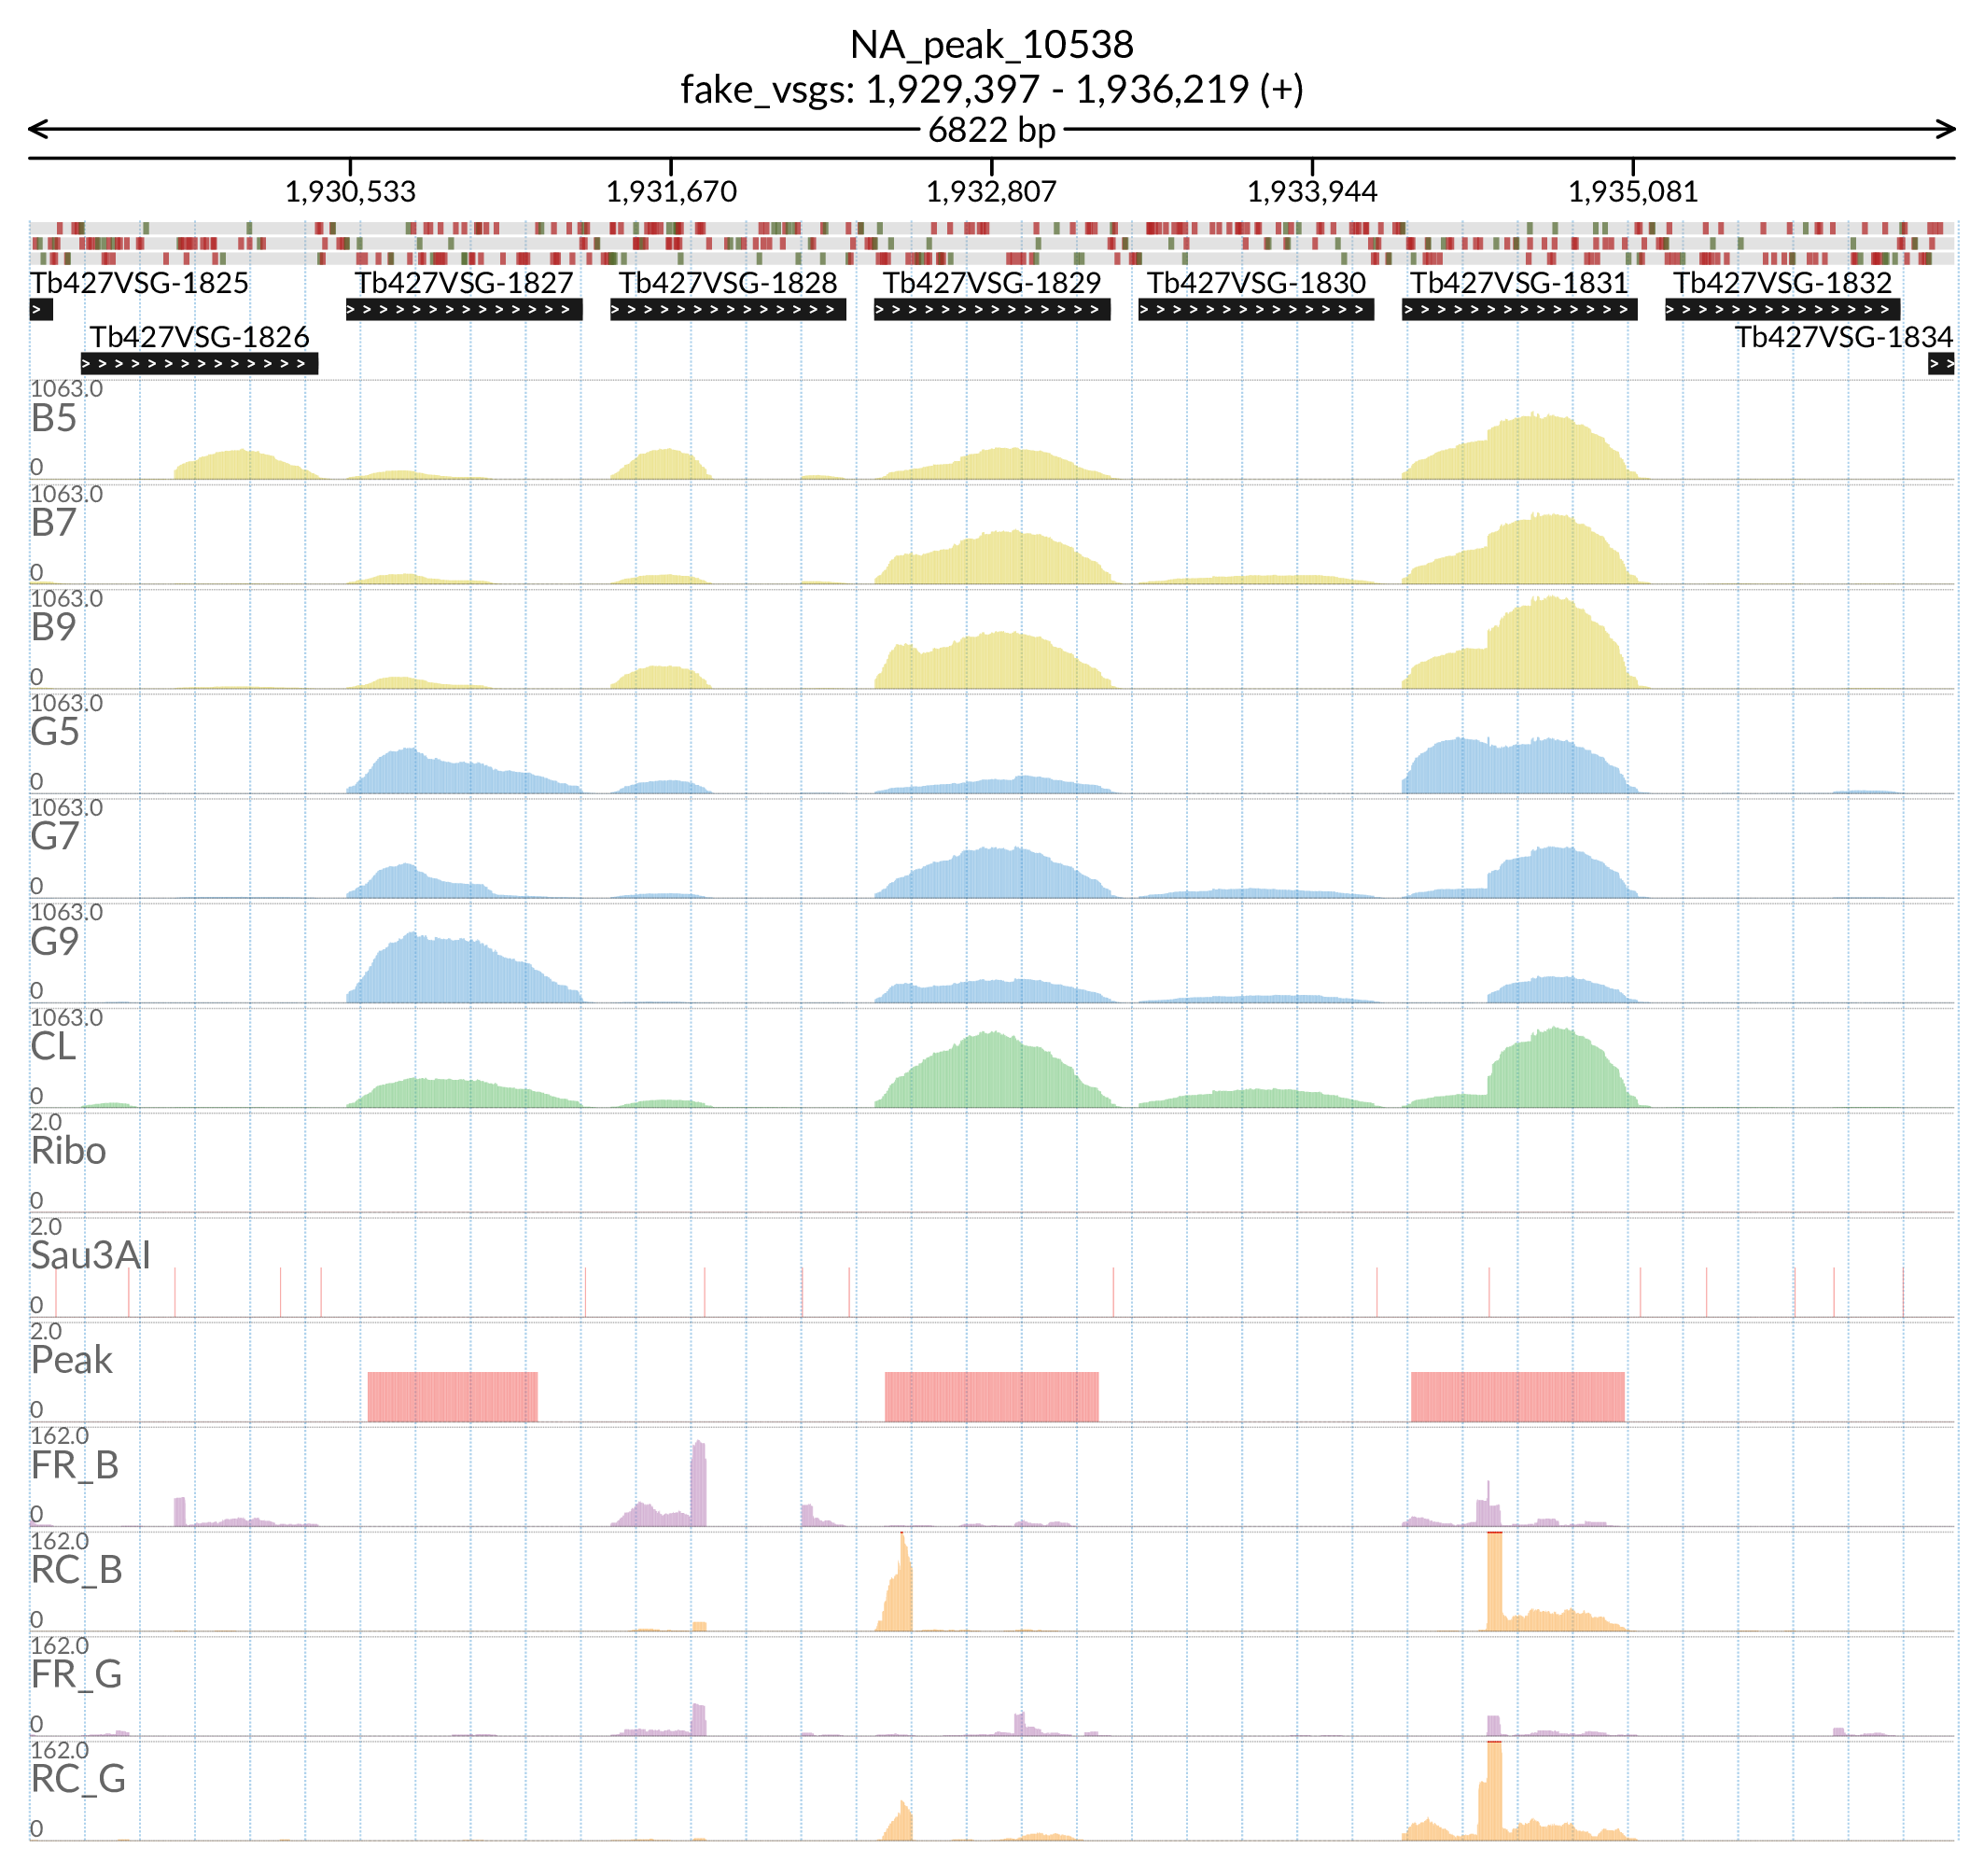 NA_peak_10538
fake_vsgs: 1,929,397 - 1,936,219 (+)
6822 bp
1,930,533 1,931,670 1,932,807 1,933,944 1,935,081
Tb427VSG-1825 Tb427VSG-1827 Tb427VSG-1828 Tb427VSG-1829 Tb427VSG-1830 Tb427VSG-1831 Tb427VSG-1832
Tb427VSG-1826 Tb427VSG-1834
1063.0
B5
0
1063.0
B7
0
1063.0
B9
0
1063.0
G5
0
1063.0
G7
0
1063.0
G9
0
1063.0
CL
0
2.0
Ribo
0
2.0
Sau3AI
0
2.0
Peak
0
162.0
FR_B
0
162.0
RC_B
0
162.0
FR_G
0
162.0
RC_G
0